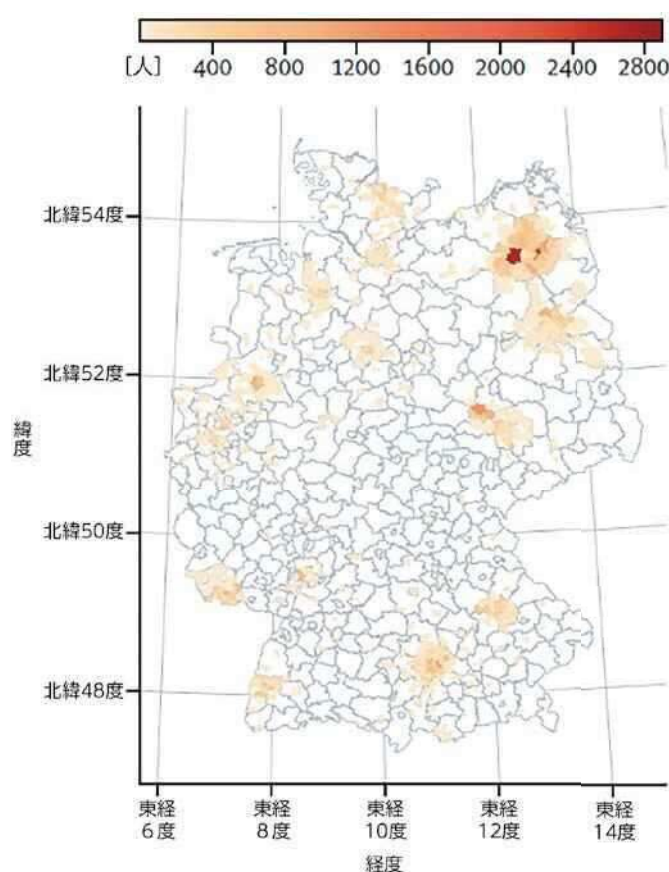 [人] 400 800 1200 1600 2000 2400 2800
北緯54度
北緯52度
緯度
北緯50度
北緯48度
東経 東経 東経 東経 東経
6度 8度 10度 12度 14度
経度